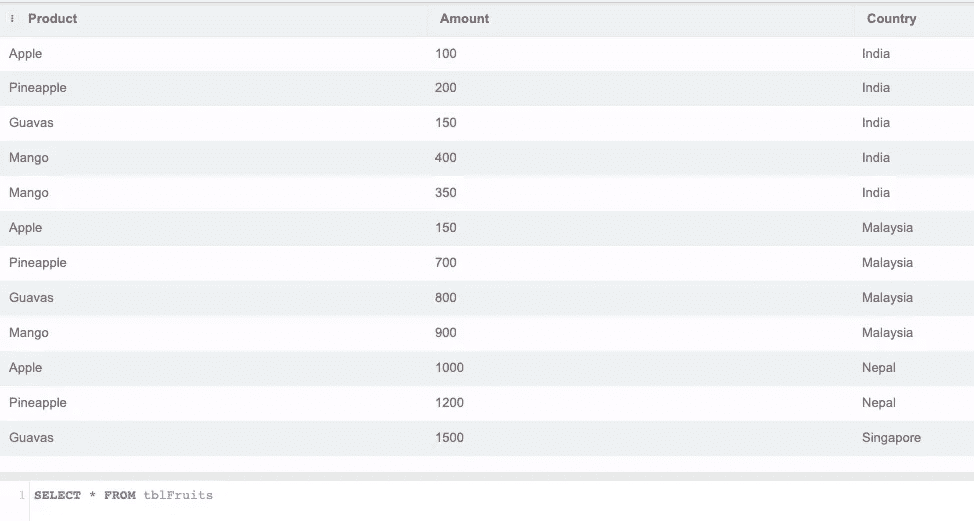 Product Amount Country
Apple 100 India
Pineapple 200 India
Guavas 150 India
Mango 400 India
Mango 350 India
Apple 150 Malaysia
Pineapple 700 Malaysia
Guavas 800 Malaysia
Mango 900 Malaysia
Apple 1000 Nepal
Pineapple 1200 Nepal
Guavas 1500 Singapore
1 SELECT * FROM tblFruits